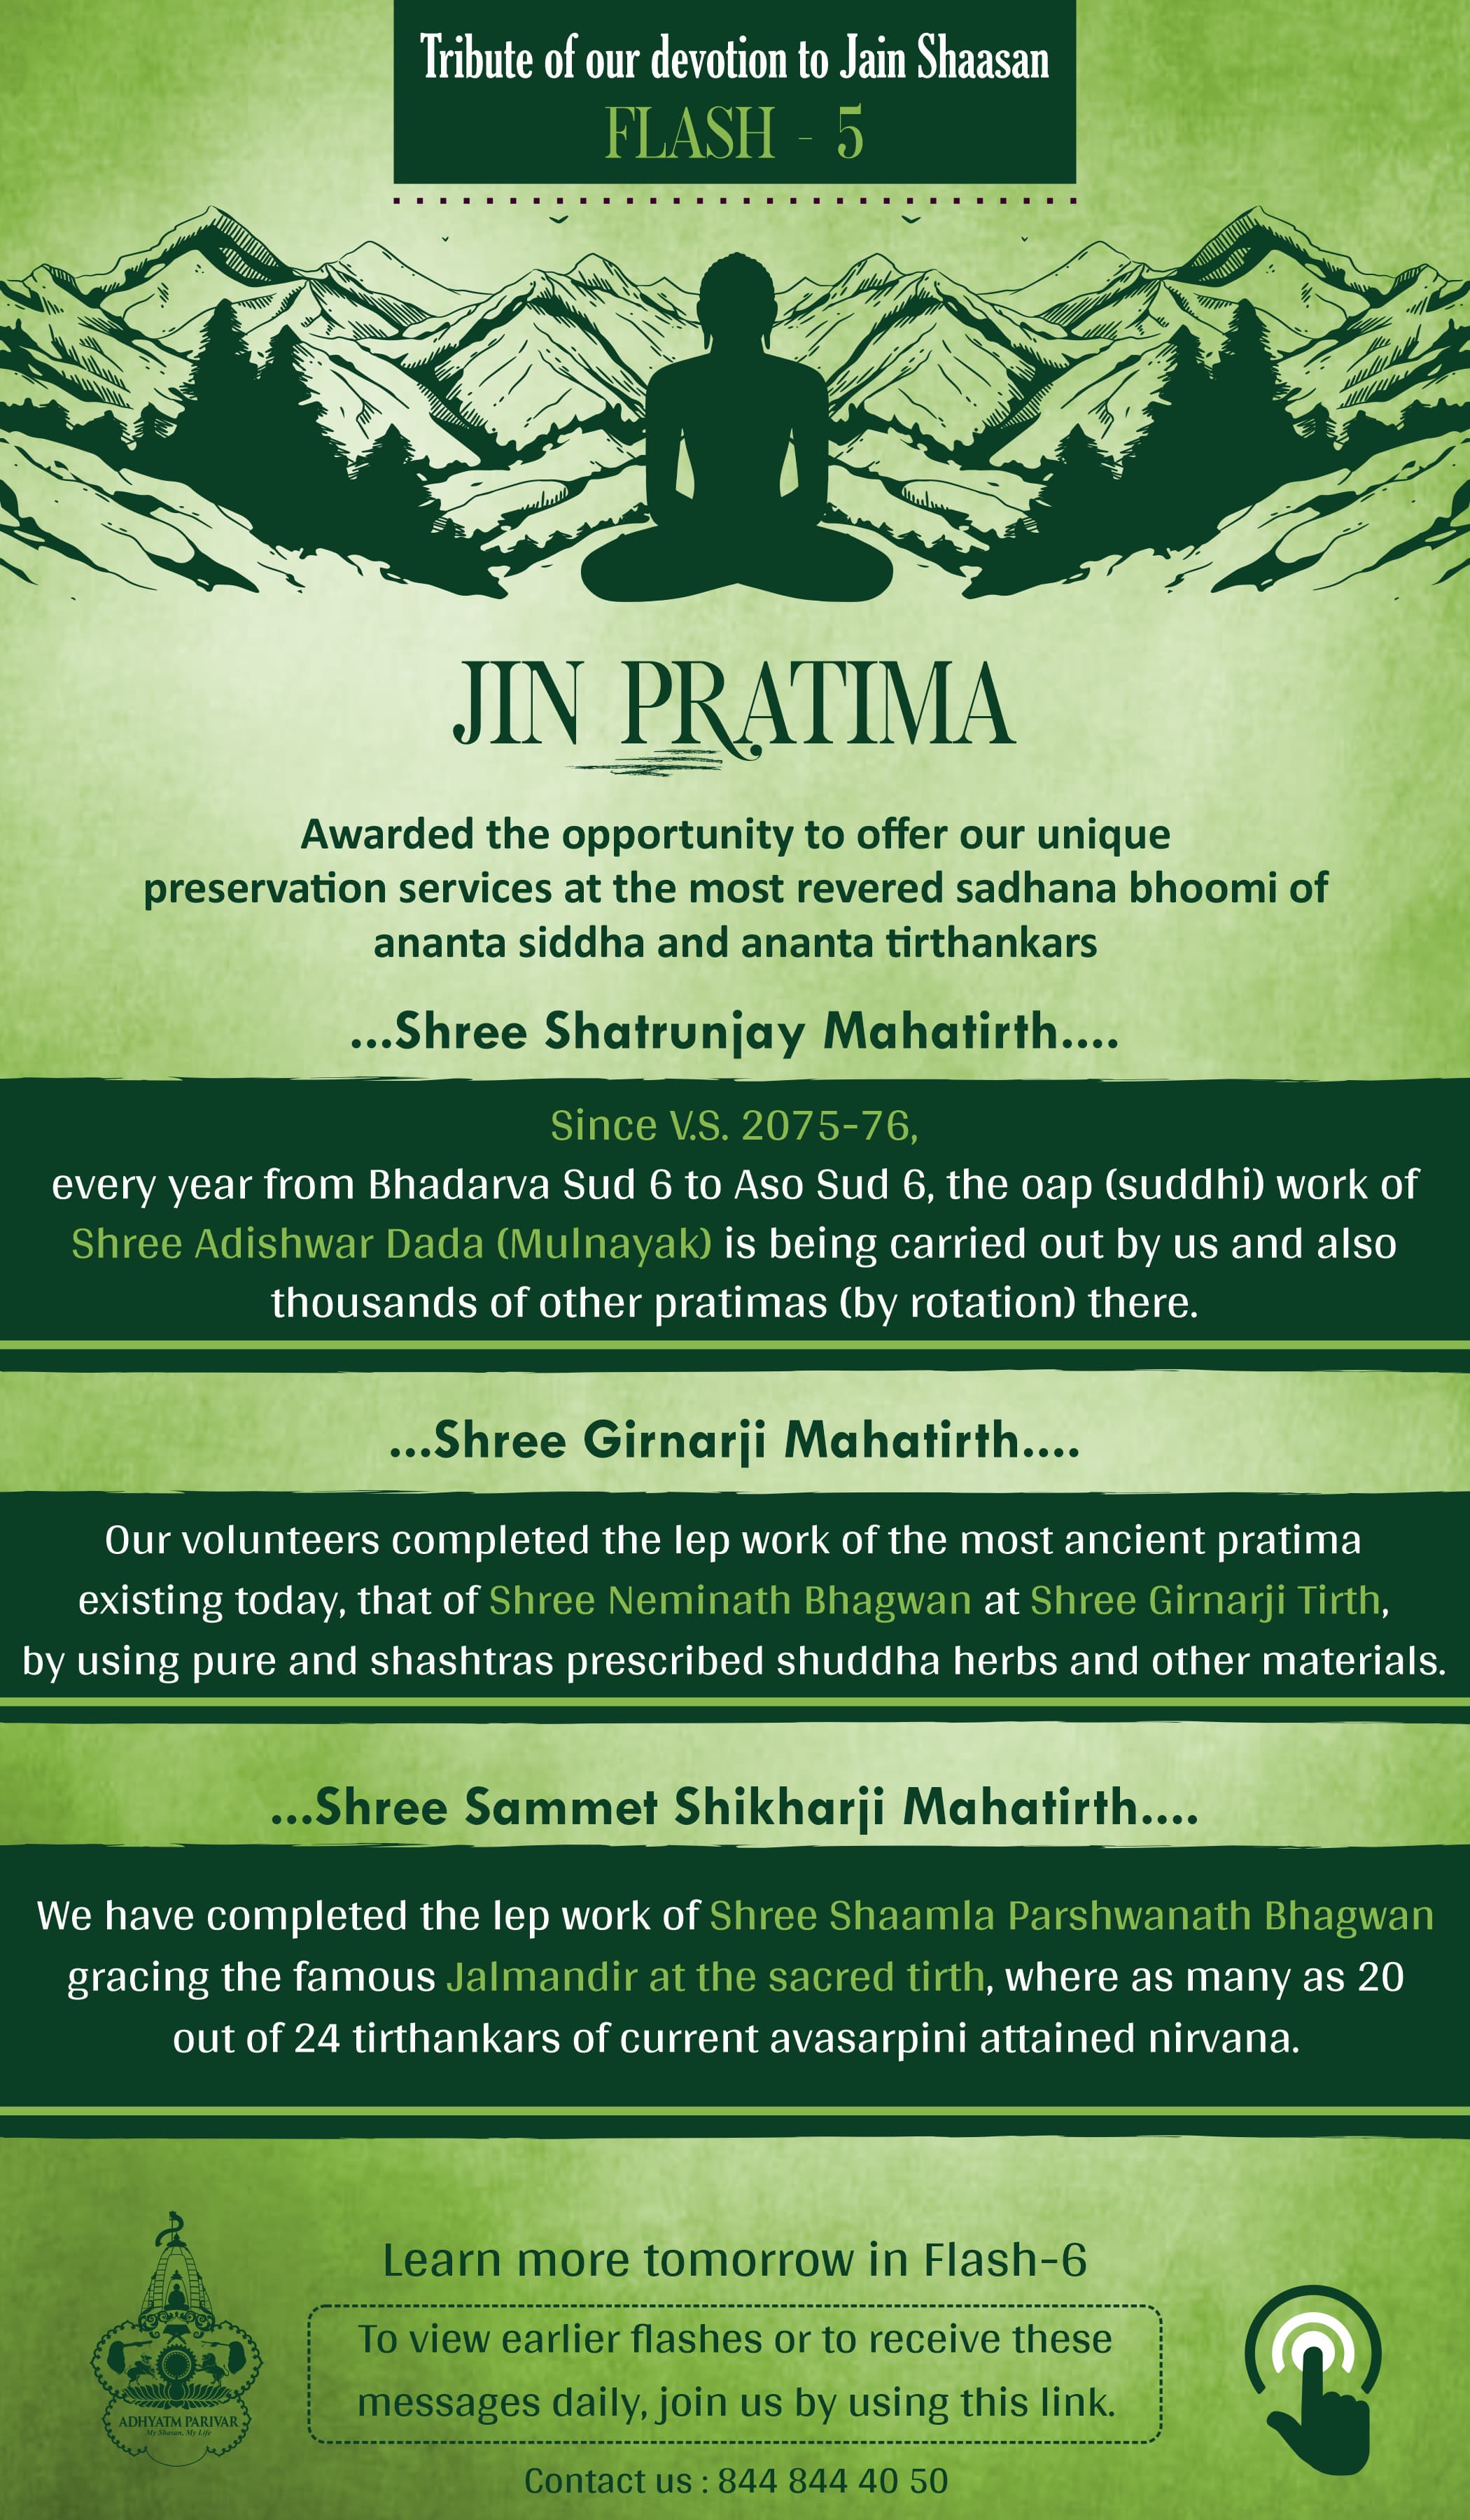 Tribute of our devotion to Jain Shaasan
FLASH - 5
JIN PRATIMA
Awarded the opportunity to offer our unique
preservation services at the most revered sadhana bhoomi of
ananta siddha and ananta tirthankars
...Shree Shatrunjay Mahatirth....
Since V.S. 2075-76,
every year from Bhadarva Sud 6 to Aso Sud 6, the oap (suddhi) work of
Shree Adishwar Dada (Mulnayak) is being carried out by us and also
thousands of other pratimas (by rotation) there.
...Shree Girnarji Mahatirth....
Our volunteers completed the lep work of the most ancient pratima
existing today, that of Shree Neminath Bhagwan at Shree Girnarji Tirth,
by using pure and shashtras prescribed shuddha herbs and other materials.
...Shree Sammet Shikharji Mahatirth....
We have completed the lep work of Shree Shaamla Parshwanath Bhagwan
gracing the famous Jalmandir at the sacred tirth, where as many as 20
out of 24 tirthankars of current avasarpini attained nirvana.
Learn more tomorrow in Flash-6
To view earlier flashes or to receive these
messages daily, join us by using this link.
ADHYATM PARIVAR
My Shasan, My Life
Contact us : 844 844 40 50